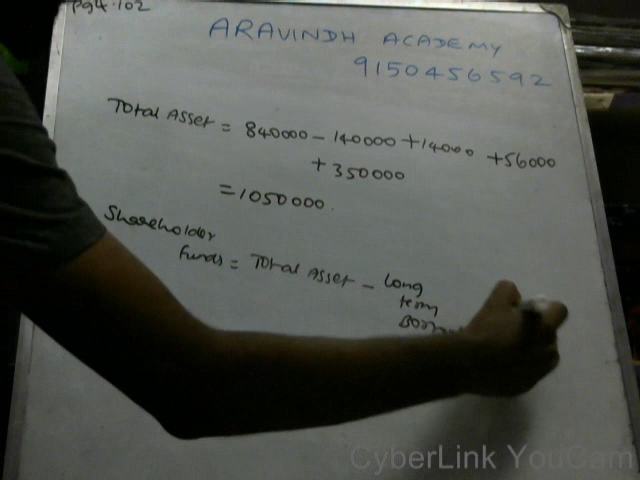 Pg4.102
ARAVINDH ACADEMY
9150456592
Total Asset = 840000 - 140000 + 14000 + 56000
+ 350000
= 1050000.
Shareholder
funds = Total Asset - Long
term
CyberLink YouCam